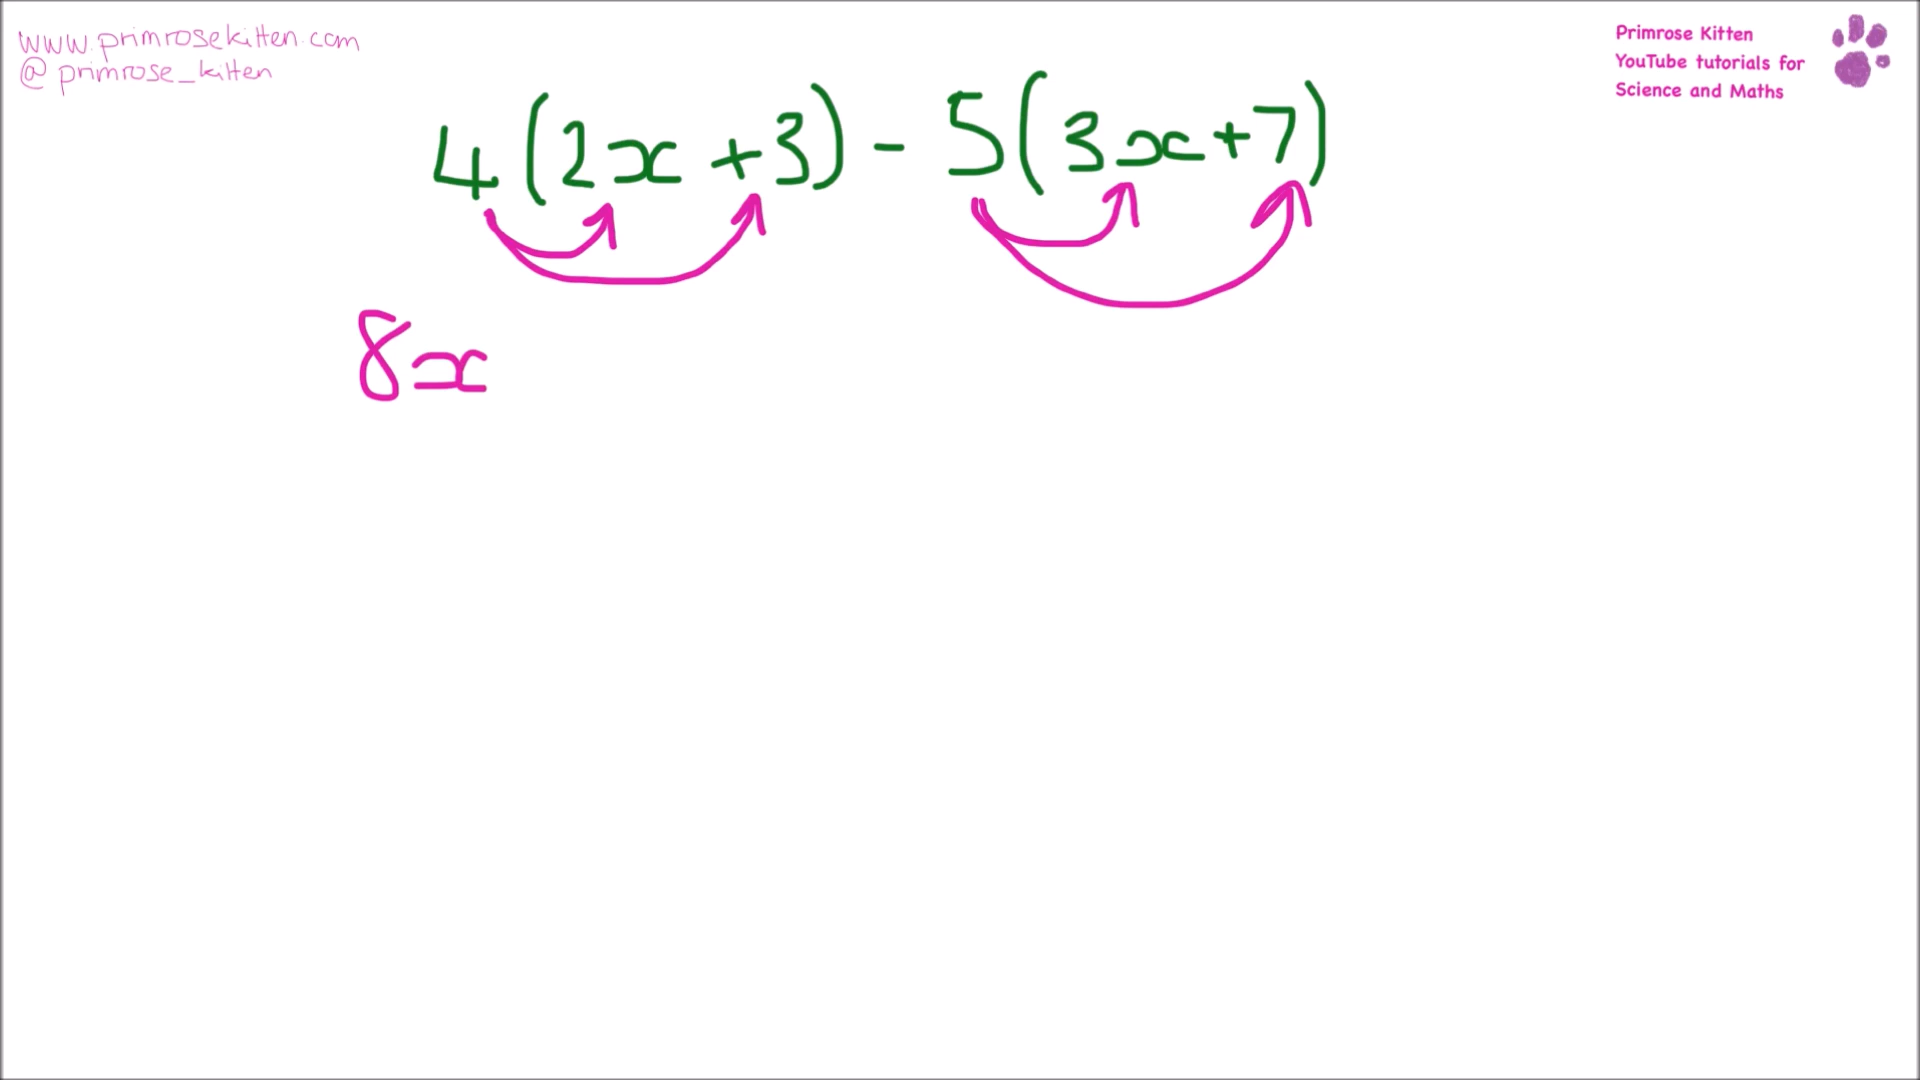 www.primrosekitten.com
@primrose_kitten
Primrose Kitten
YouTube tutorials for
Science and Maths
4(2x+3)-5(3x+7)
8x